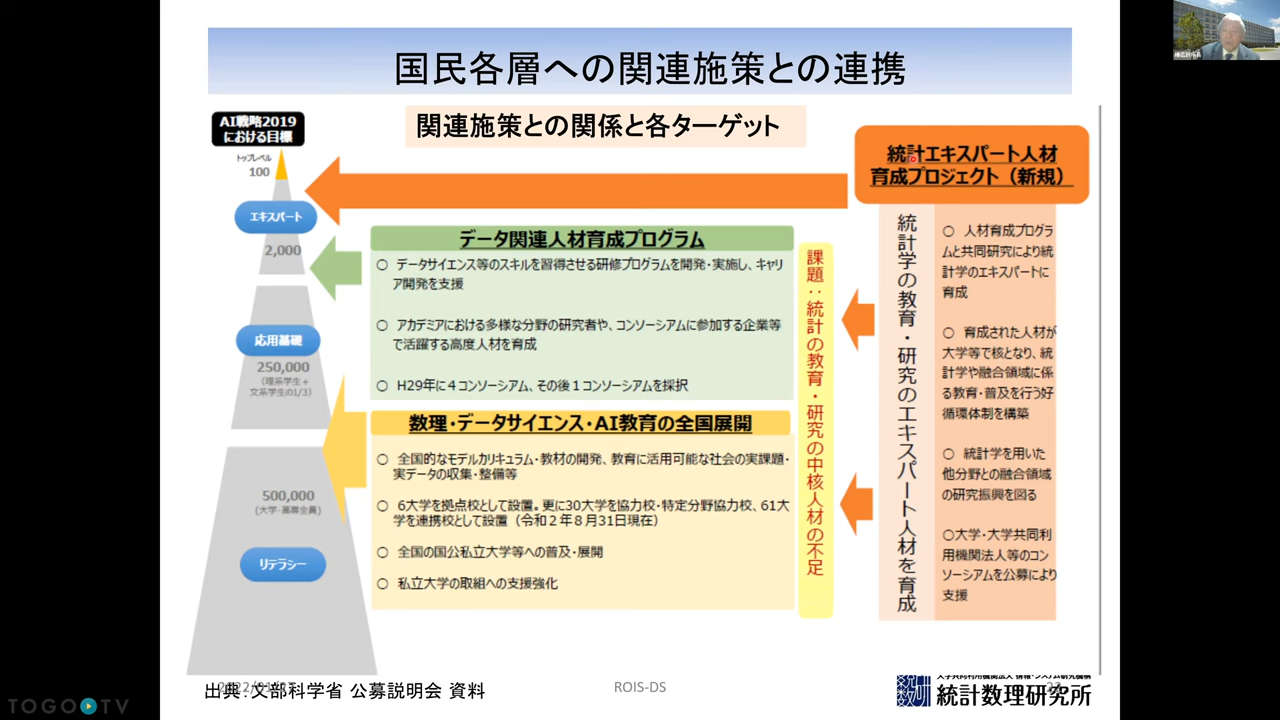 国民各層への関連施策との連携
関連施策との関係と各ターゲット
AI戦略2019
における目標
トップレベル
100
エキスパート
2,000
応用基礎
250,000
(理系学生+
文系学生の1/3)
500,000
(大学・高専全員)
リテラシー
データ関連人材育成プログラム
○ データサイエンス等のスキルを習得させる研修プログラムを開発・実施し、キャリ
ア開発を支援
○ アカデミアにおける多様な分野の研究者や、コンソーシアムに参加する企業等
で活躍する高度人材を育成
○ H29年に4コンソーシアム、その後1コンソーシアムを採択
数理・データサイエンス・AI教育の全国展開
○ 全国的なモデルカリキュラム・教材の開発、教育に活用可能な社会の実課題・
実データの収集・整備等
○ 6大学を拠点校として設置。更に30大学を協力校・特定分野協力校、61大
学を連携校として設置(令和2年8月31日現在)
○ 全国の国公私立大学等への普及・展開
○ 私立大学の取組への支援強化
課題:統計の教育・研究の中核人材の不足
統計エキスパート人材
育成プロジェクト(新規)
統計学の教育・研究のエキスパート人材を育成
○ 人材育成プログラ
ムと共同研究により統
計学のエキスパートに
育成
○ 育成された人材が
大学等で核となり、統
計学や融合領域に係
る教育・普及を行う好
循環体制を構築
○ 統計学を用いた
他分野との融合領域
の研究振興を図る
○大学・大学共同利
用機関法人等のコン
ソーシアムを公募により
支援
出典:文部科学省 公募説明会 資料
ROIS-DS
大学共同利用機関法人 情報・システム研究機構
統計数理研究所
TOGO TV